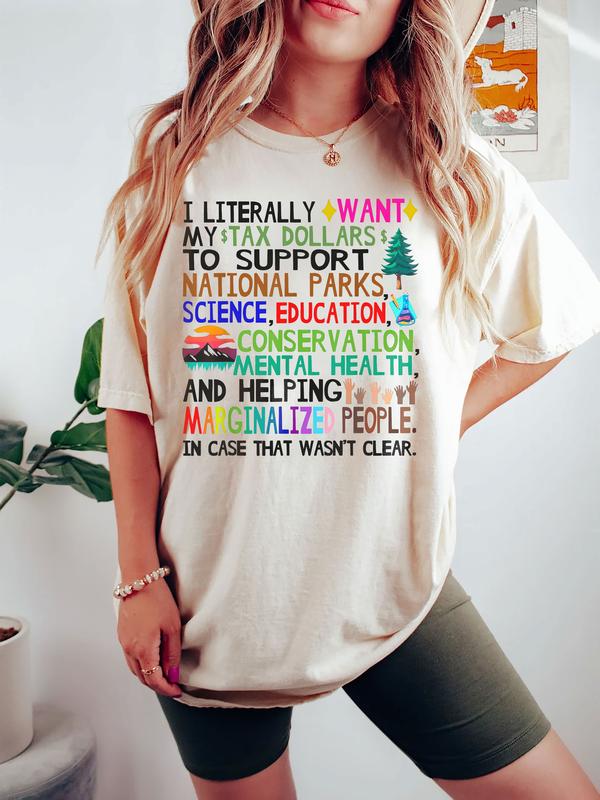 I LITERALLY WANT
MY $TAX DOLLARS$
TO SUPPORT
NATIONAL PARKS,
SCIENCE, EDUCATION,
CONSERVATION,
MENTAL HEALTH,
AND HELPING
MARGINALIZED PEOPLE.
IN CASE THAT WASN'T CLEAR.